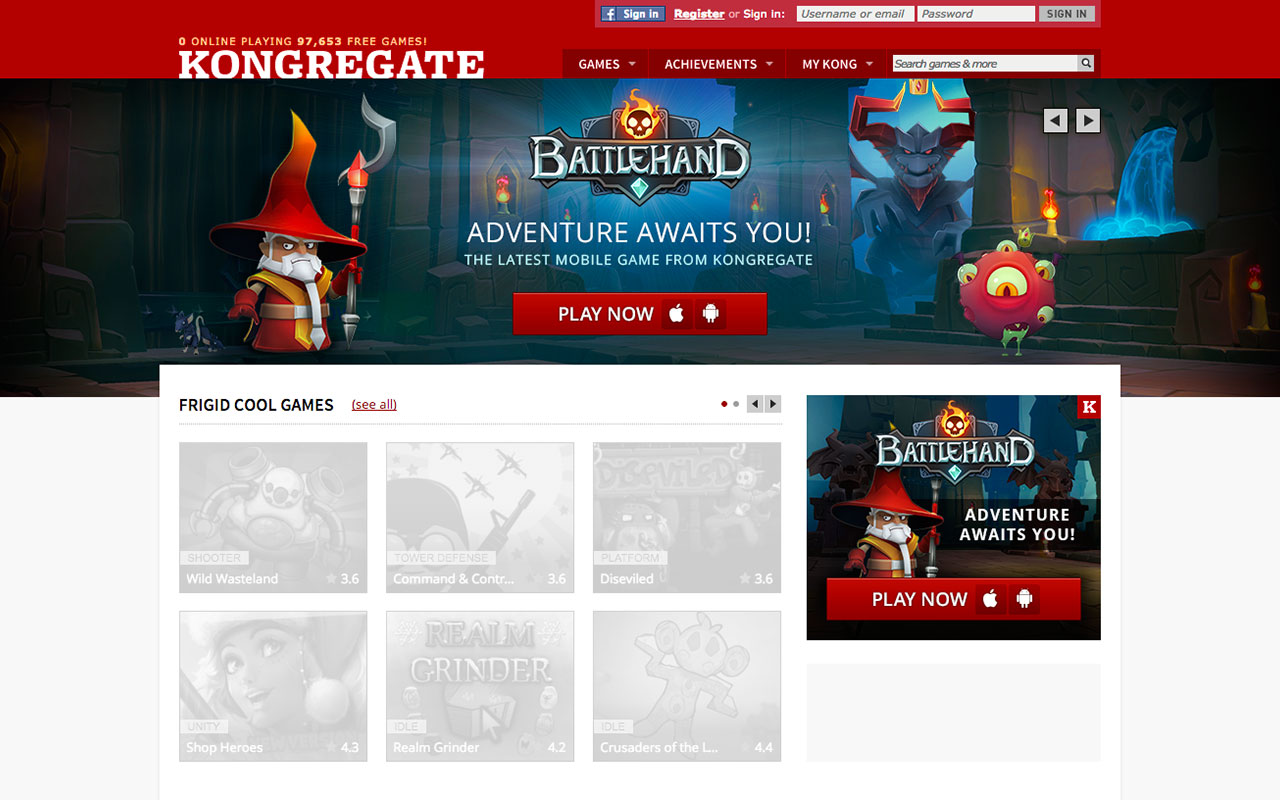 f Sign in Register or Sign in: Username or email Password SIGN IN
0 ONLINE PLAYING 97,653 FREE GAMES!
KONGREGATE
GAMES ACHIEVEMENTS MY KONG Search games & more
BATTLEHAND
ADVENTURE AWAITS YOU!
THE LATEST MOBILE GAME FROM KONGREGATE
PLAY NOW
FRIGID COOL GAMES (see all)
DISEVILED
SHOOTER
Wild Wasteland 3.6
TOWER DEFENSE
Command & Contr... 3.6
PLATFORM
Diseviled 3.6
K
BATTLEHAND
ADVENTURE
AWAITS YOU!
PLAY NOW
UNITY
Shop Heroes 4.3
REALM
GRINDER
IDLE
Realm Grinder 4.2
IDLE
Crusaders of the L... 4.4